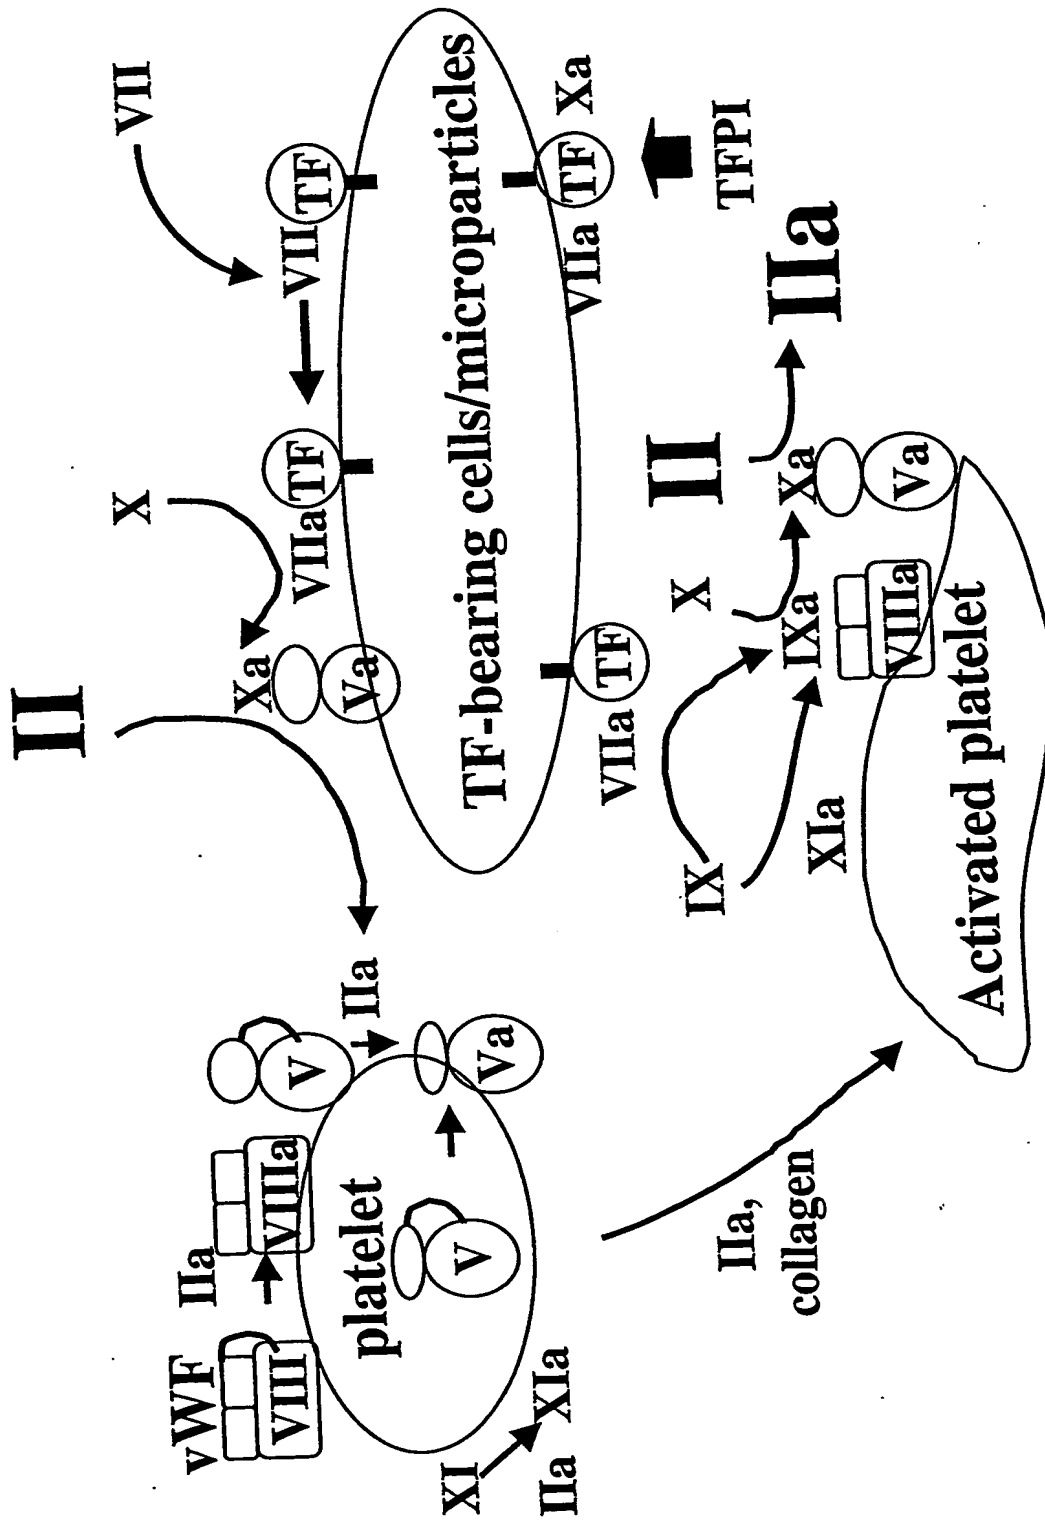 II
VII
X
vWF
IIa
Xa
VIII
VIIIa
V
VIIa
TF
VII
TF
IIa
Va
platelet
V
Va
TF-bearing cells/microparticles
XI
XIa
IIa
VIIa
TF
VIIa
TF
Xa
TFPI
II
IX
X
IIa,
collagen
IXa
Xa
IIa
XIa
VIIIa
Va
Activated platelet